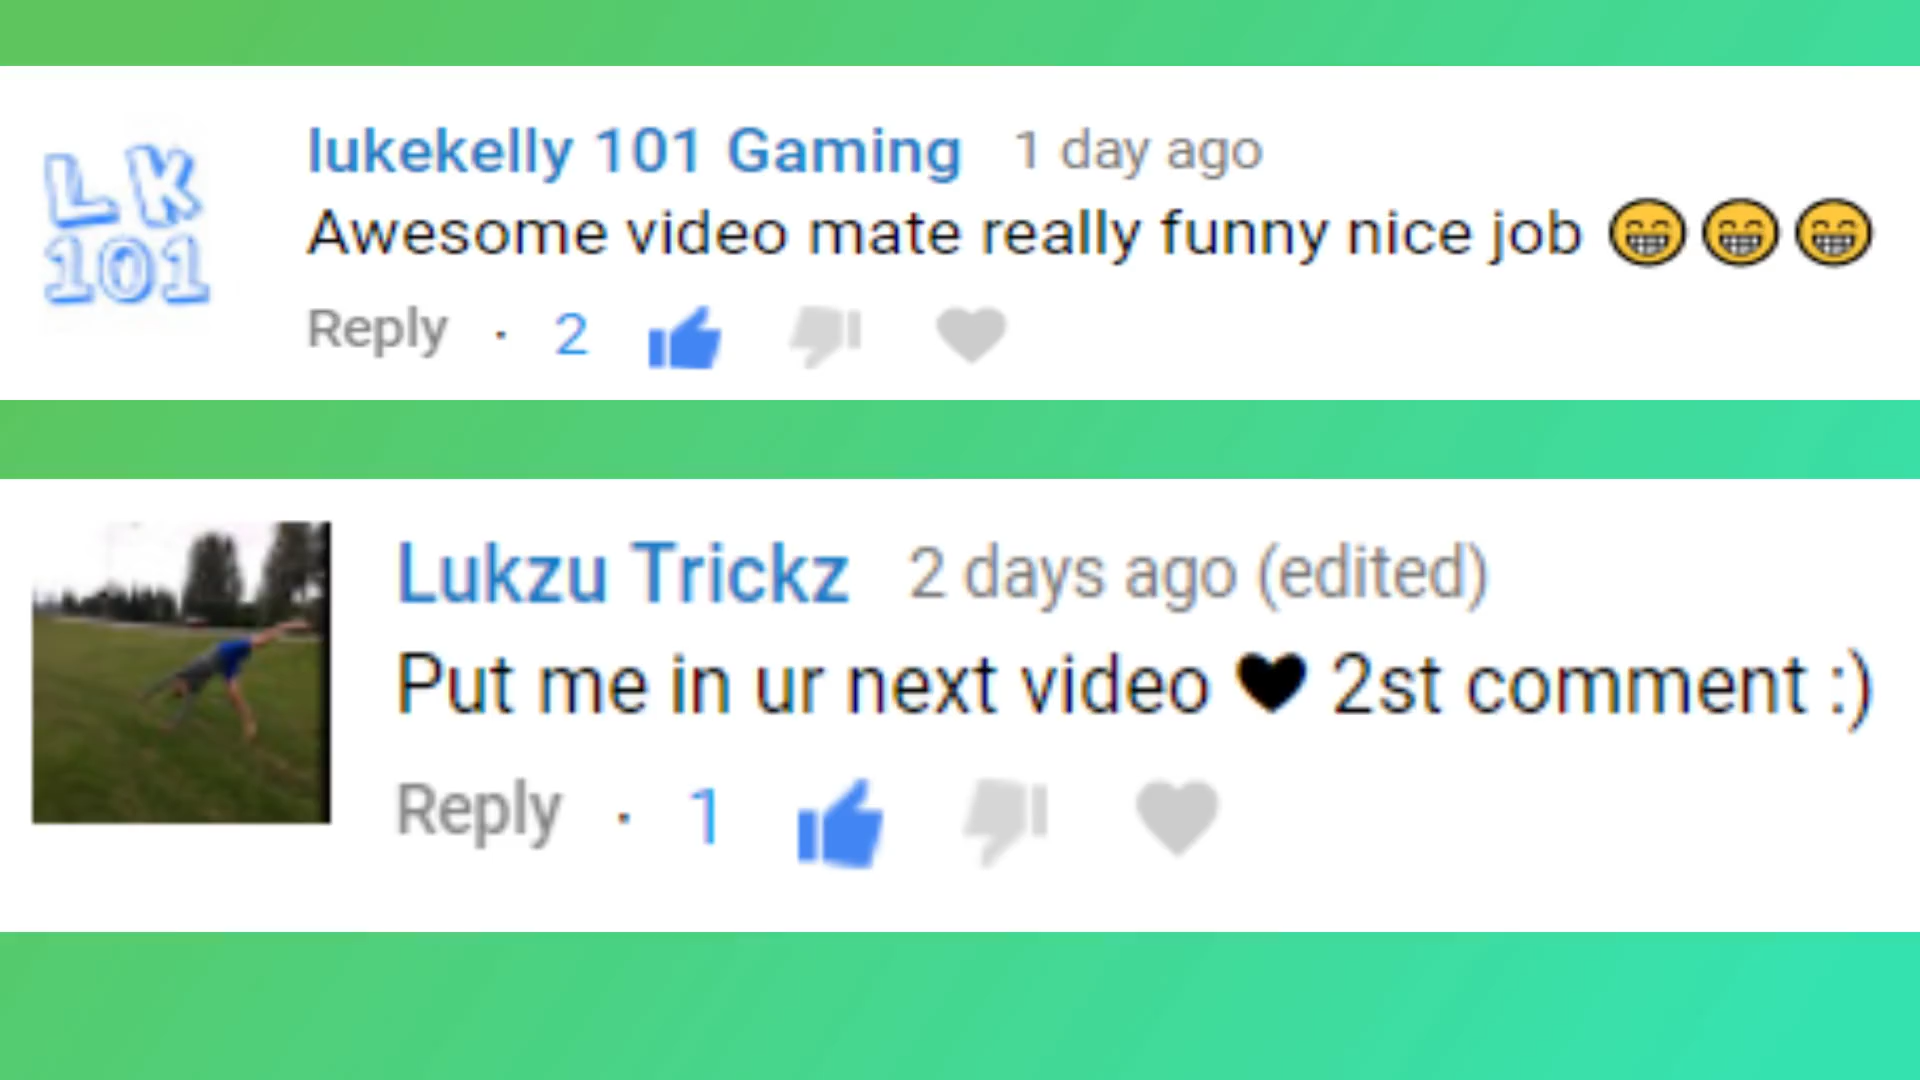 LK
101
lukekelly 101 Gaming 1 day ago
Awesome video mate really funny nice job 😁😁😁
Reply · 2
Lukzu Trickz 2 days ago (edited)
Put me in ur next video ♥ 2st comment :)
Reply · 1